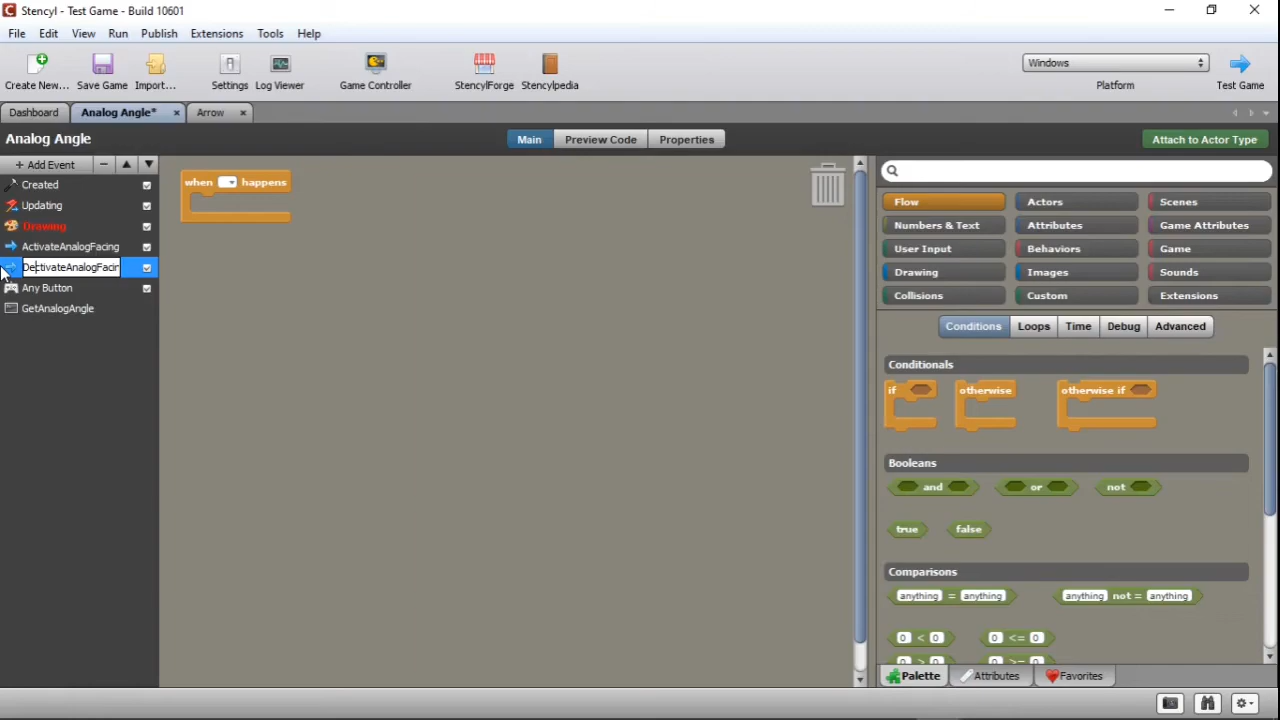 Stencyl - Test Game - Build 10601
File Edit View Run Publish Extensions Tools Help
Create New... Save Game Import... Settings Log Viewer Game Controller StencylForge Stencylpedia Windows Platform Test Game
Dashboard Analog Angle* Arrow
Analog Angle Main Preview Code Properties Attach to Actor Type
+ Add Event
Created
Updating
Drawing
ActivateAnalogFacing
DectivateAnalogFacin
Any Button
GetAnalogAngle
when happens
Flow Actors Scenes
Numbers & Text Attributes Game Attributes
User Input Behaviors Game
Drawing Images Sounds
Collisions Custom Extensions
Conditions Loops Time Debug Advanced
Conditionals
if otherwise otherwise if
Booleans
and or not
true false
Comparisons
anything = anything anything not = anything
0 < 0 0 <= 0
0 > 0 0 >= 0
Palette Attributes Favorites